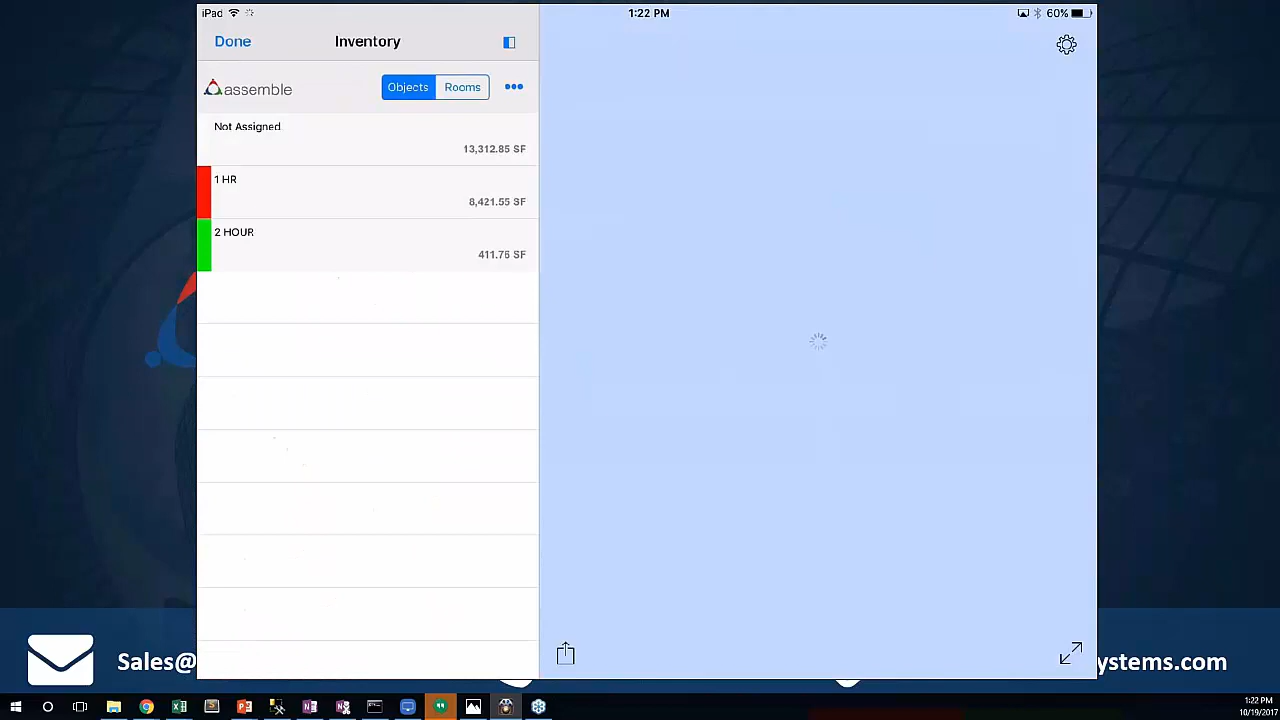 iPad
1:22 PM
60%
Done
Inventory
assemble
Objects
Rooms
Not Assigned
13,312.85 SF
1 HR
8,421.55 SF
2 HOUR
411.75 SF
Sales@
ystems.com
1:22 PM
10/19/2017